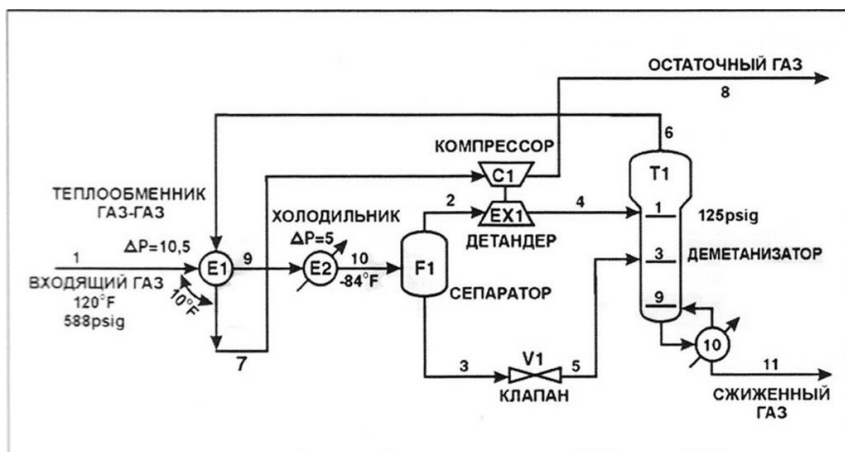 ОСТАТОЧНЫЙ ГАЗ
8
6
КОМПРЕССОР
C1
T1
ТЕПЛООБМЕННИК
ГАЗ-ГАЗ
ХОЛОДИЛЬНИК
2
EX1
4
1
125psig
ΔP=10,5
ΔP=5
ДЕТАНДЕР
1
E1
9
E2
10
F1
3
ДЕМЕТАНИЗАТОР
ВХОДЯЩИЙ ГАЗ
-84°F
120°F
10°F
СЕПАРАТОР
9
588psig
7
V1
10
3
5
11
КЛАПАН
СЖИЖЕННЫЙ
ГАЗ